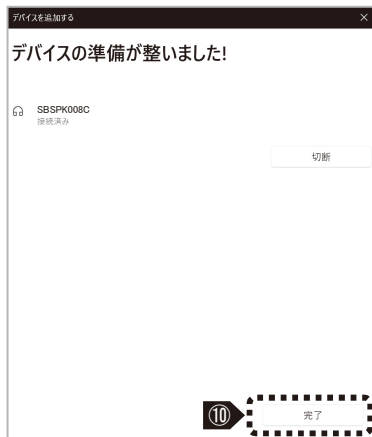 デバイスを追加する
デバイスの準備が整いました!
SBSPK008C
接続済み
切断
⑩
完了